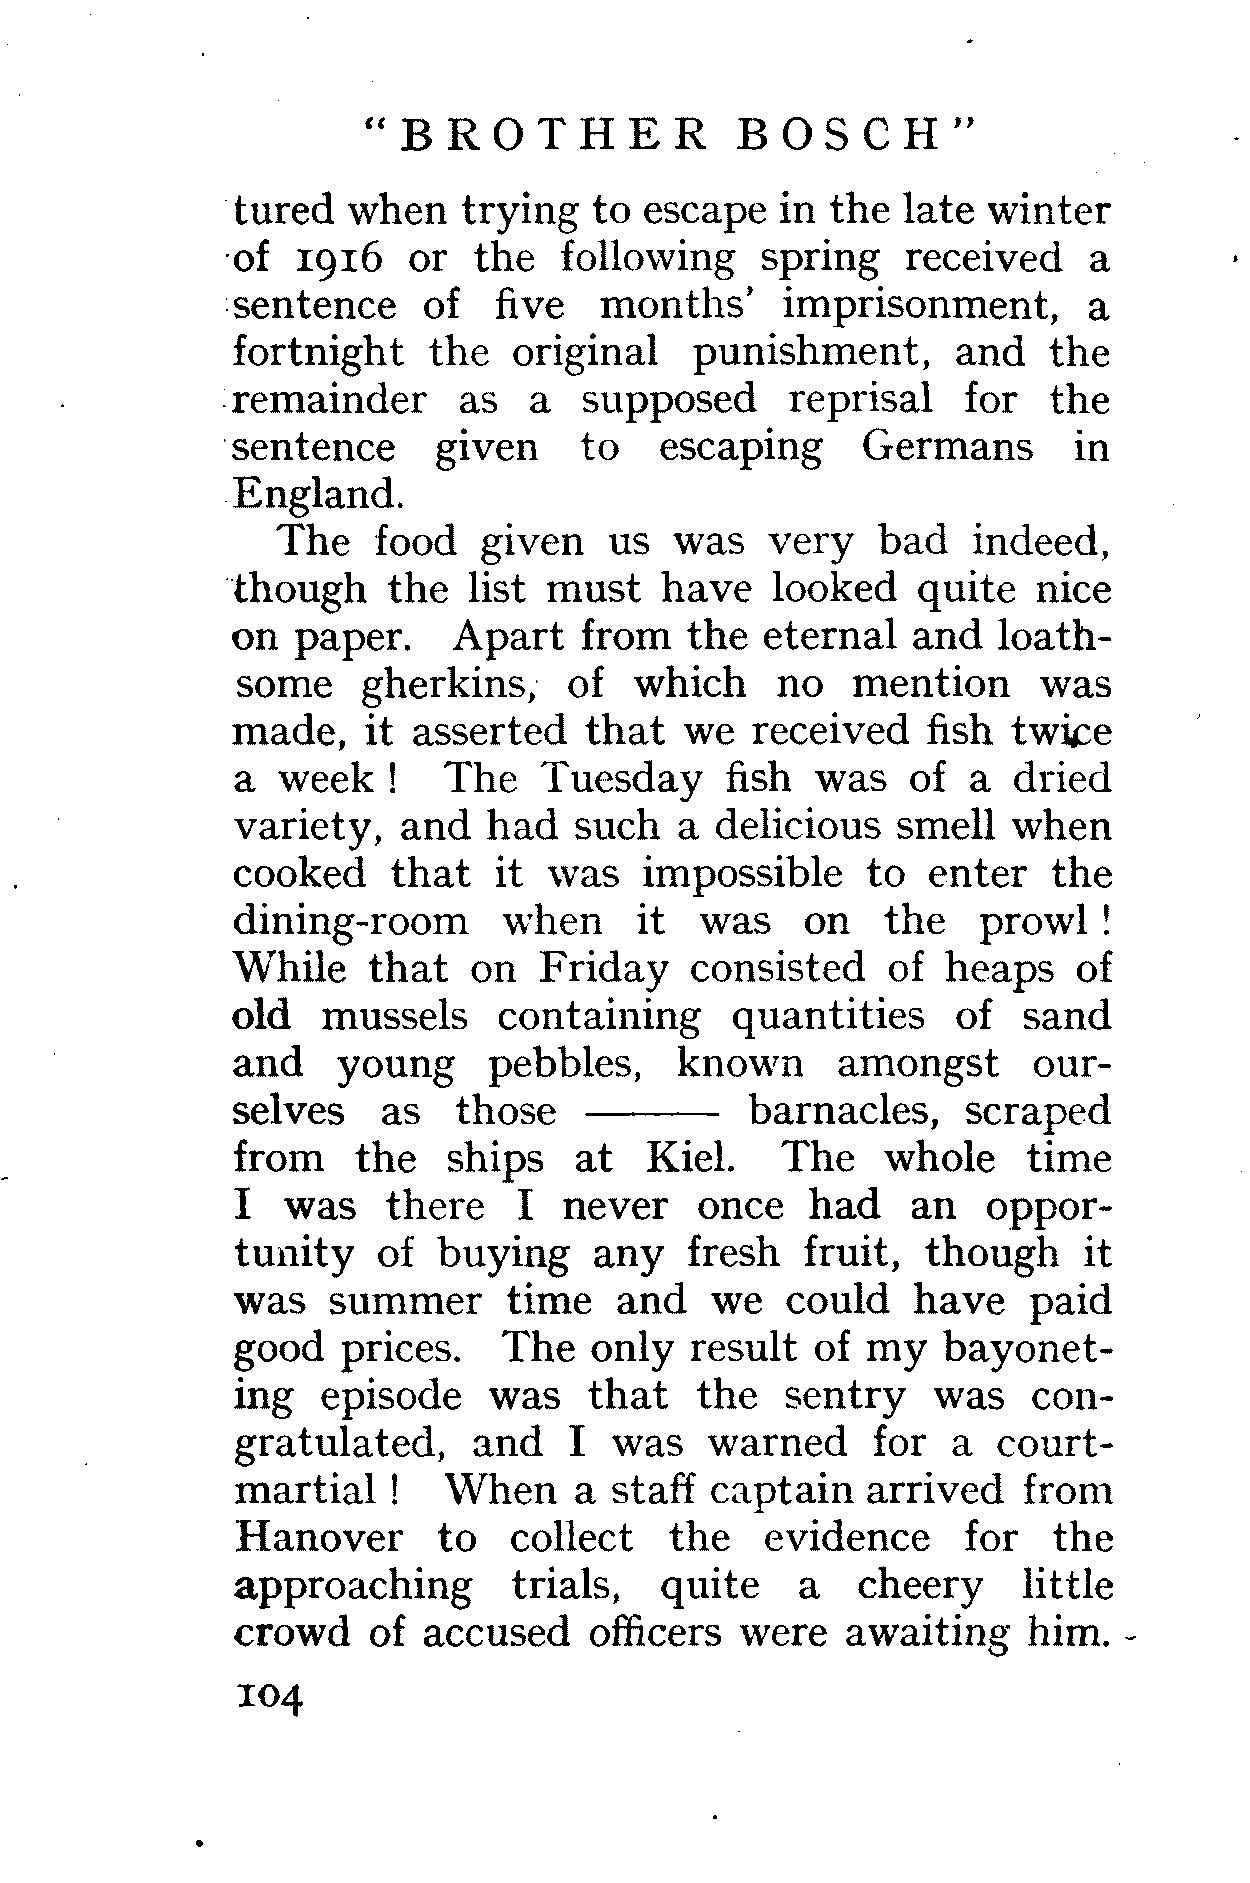 "BROTHER BOSCH"
tured when trying to escape in the late winter
of 1916 or the following spring received a
sentence of five months' imprisonment, a
fortnight the original punishment, and the
remainder as a supposed reprisal for the
sentence given to escaping Germans in
England.
The food given us was very bad indeed,
though the list must have looked quite nice
on paper. Apart from the eternal and loath-
some gherkins, of which no mention was
made, it asserted that we received fish twice
a week ! The Tuesday fish was of a dried
variety, and had such a delicious smell when
cooked that it was impossible to enter the
dining-room when it was on the prowl !
While that on Friday consisted of heaps of
old mussels containing quantities of sand
and young pebbles, known amongst our-
selves as those ——— barnacles, scraped
from the ships at Kiel. The whole time
I was there I never once had an oppor-
tunity of buying any fresh fruit, though it
was summer time and we could have paid
good prices. The only result of my bayonet-
ing episode was that the sentry was con-
gratulated, and I was warned for a court-
martial ! When a staff captain arrived from
Hanover to collect the evidence for the
approaching trials, quite a cheery little
crowd of accused officers were awaiting him.
104